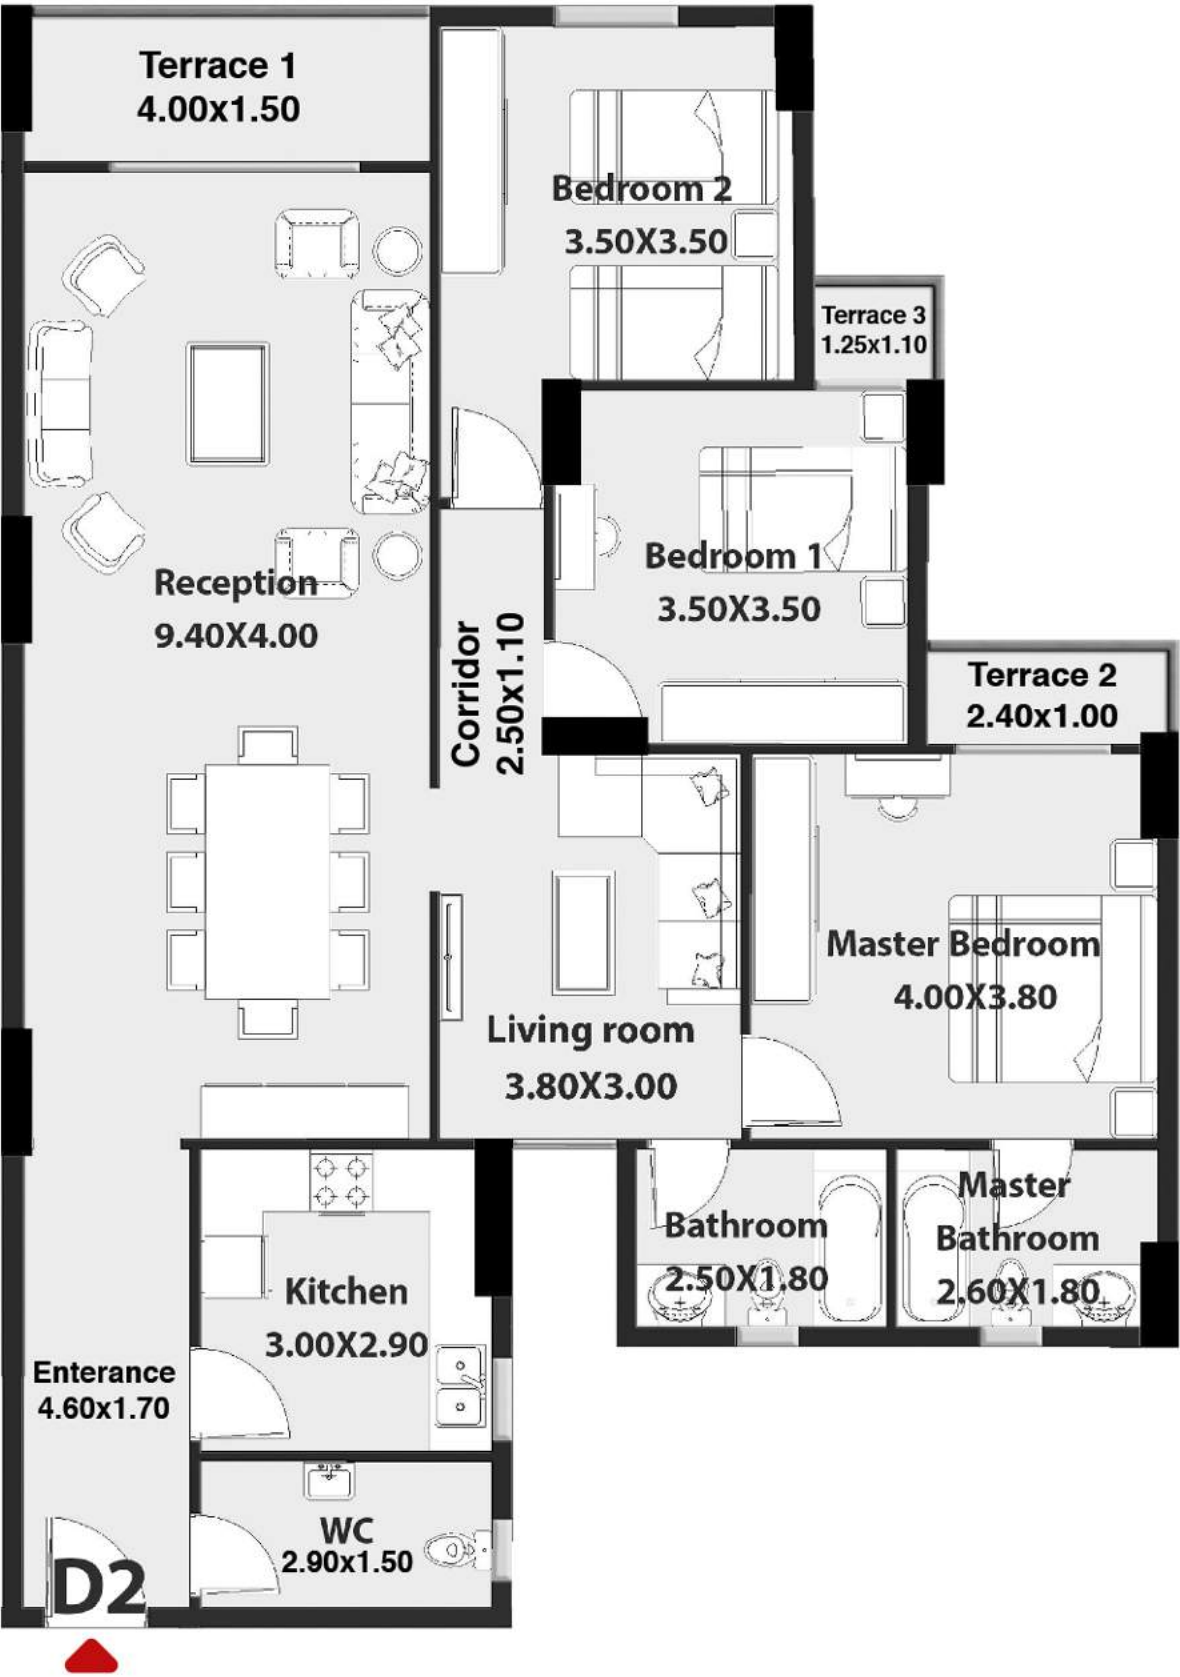 Terrace 1
4.00x1.50
Bedroom 2
3.50X3.50
Terrace 3
1.25x1.10
Reception
9.40X4.00
Bedroom 1
3.50X3.50
Corridor
2.50x1.10
Terrace 2
2.40x1.00
Master Bedroom
4.00X3.80
Living room
3.80X3.00
Bathroom
2.50X1.80
Master
Bathroom
2.60X1.80
Kitchen
3.00X2.90
Enterance
4.60x1.70
WC
2.90x1.50
D2